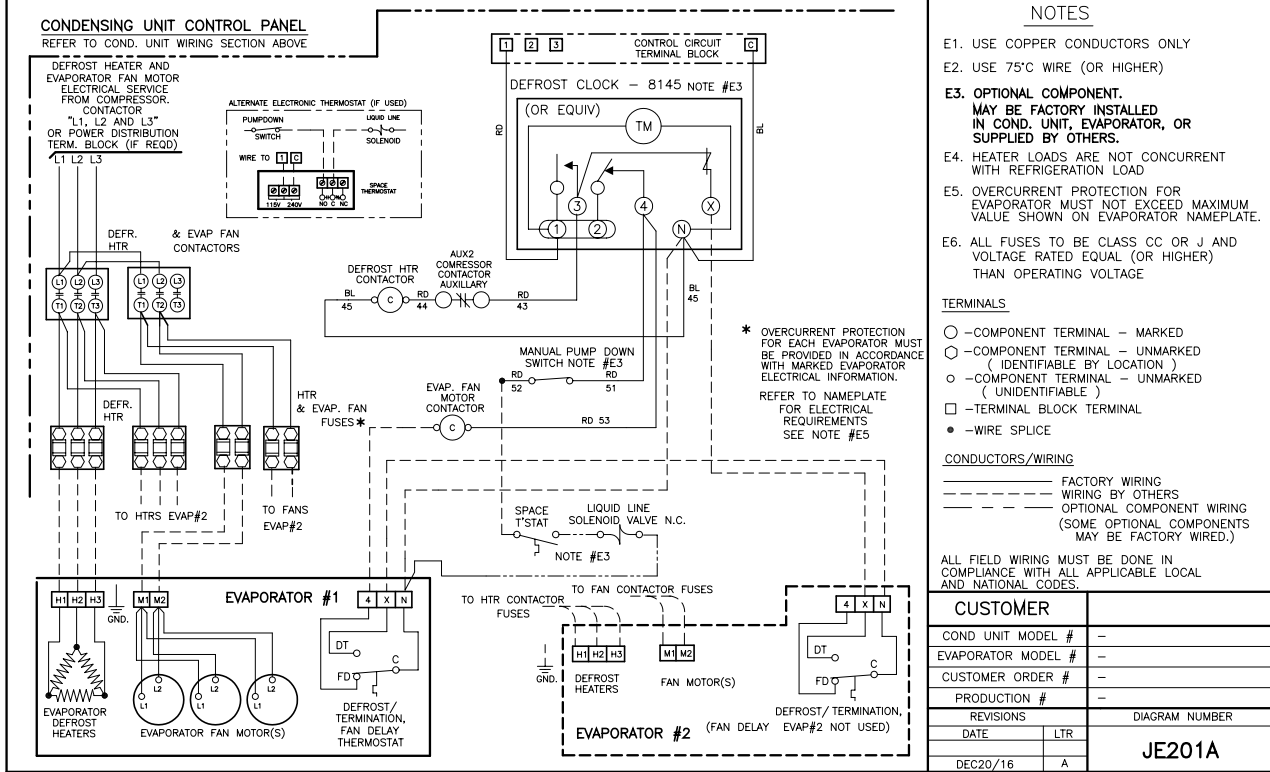 CONDENSING UNIT CONTROL PANEL
REFER TO COND. UNIT WIRING SECTION ABOVE
DEFROST HEATER AND
EVAPORATOR FAN MOTOR
ELECTRICAL SERVICE
FROM COMPRESSOR.
CONTACTOR
"L1, L2 AND L3"
OR POWER DISTRIBUTION
TERM. BLOCK (IF REQD)
L1 L2 L3
ALTERNATE ELECTRONIC THERMOSTAT (IF USED)
PUMPDOWN
SWITCH
LIQUID LINE
SOLENOID
WIRE TO 1 C
SPACE
THERMOSTAT
115V 240V
NO C NC
1 2 3
CONTROL CIRCUIT
TERMINAL BLOCK
C
DEFROST CLOCK - 8145 NOTE #E3
(OR EQUIV)
TM
RD
BL
3 4 X
1 2 N
DEFR.
HTR
& EVAP FAN
CONTACTORS
L1 L2 L3
T1 T2 T3
L1 L2 L3
T1 T2 T3
DEFROST HTR
CONTACTOR
AUX2
COMRESSOR
CONTACTOR
AUXILLARY
BL
45
C
RD
44
RD
43
BL
45
MANUAL PUMP DOWN
SWITCH NOTE #E3
RD
52
RD
51
EVAP. FAN
MOTOR
CONTACTOR
C
RD 53
DEFR.
HTR
HTR
& EVAP. FAN
FUSES *
* OVERCURRENT PROTECTION
FOR EACH EVAPORATOR MUST
BE PROVIDED IN ACCORDANCE
WITH MARKED EVAPORATOR
ELECTRICAL INFORMATION.
REFER TO NAMEPLATE
FOR ELECTRICAL
REQUIREMENTS
SEE NOTE #E5
TO HTRS EVAP#2
TO FANS
EVAP#2
SPACE
T'STAT
LIQUID LINE
SOLENOID VALVE N.C.
NOTE #E3
H1 H2 H3
GND.
M1 M2
EVAPORATOR #1
4 X N
DT
C
FD
L2
L1
L2
L1
L2
L1
EVAPORATOR
DEFROST
HEATERS
EVAPORATOR FAN MOTOR(S)
DEFROST/
TERMINATION,
FAN DELAY
THERMOSTAT
TO HTR CONTACTOR
FUSES
TO FAN CONTACTOR FUSES
GND.
H1 H2 H3
DEFROST
HEATERS
M1 M2
FAN MOTOR(S)
4 X N
DT
C
FD
DEFROST/TERMINATION,
(FAN DELAY EVAP#2 NOT USED)
EVAPORATOR #2
NOTES
E1. USE COPPER CONDUCTORS ONLY
E2. USE 75°C WIRE (OR HIGHER)
E3. OPTIONAL COMPONENT.
MAY BE FACTORY INSTALLED
IN COND. UNIT, EVAPORATOR, OR
SUPPLIED BY OTHERS.
E4. HEATER LOADS ARE NOT CONCURRENT
WITH REFRIGERATION LOAD
E5. OVERCURRENT PROTECTION FOR
EVAPORATOR MUST NOT EXCEED MAXIMUM
VALUE SHOWN ON EVAPORATOR NAMEPLATE.
E6. ALL FUSES TO BE CLASS CC OR J AND
VOLTAGE RATED EQUAL (OR HIGHER)
THAN OPERATING VOLTAGE
TERMINALS
-COMPONENT TERMINAL - MARKED
-COMPONENT TERMINAL - UNMARKED
( IDENTIFIABLE BY LOCATION )
-COMPONENT TERMINAL - UNMARKED
( UNIDENTIFIABLE )
-TERMINAL BLOCK TERMINAL
-WIRE SPLICE
CONDUCTORS/WIRING
FACTORY WIRING
WIRING BY OTHERS
OPTIONAL COMPONENT WIRING
(SOME OPTIONAL COMPONENTS
MAY BE FACTORY WIRED.)
ALL FIELD WIRING MUST BE DONE IN
COMPLIANCE WITH ALL APPLICABLE LOCAL
AND NATIONAL CODES.
CUSTOMER
COND UNIT MODEL # -
EVAPORATOR MODEL # -
CUSTOMER ORDER # -
PRODUCTION # -
REVISIONS
DIAGRAM NUMBER
DATE LTR
JE201A
DEC20/16 A